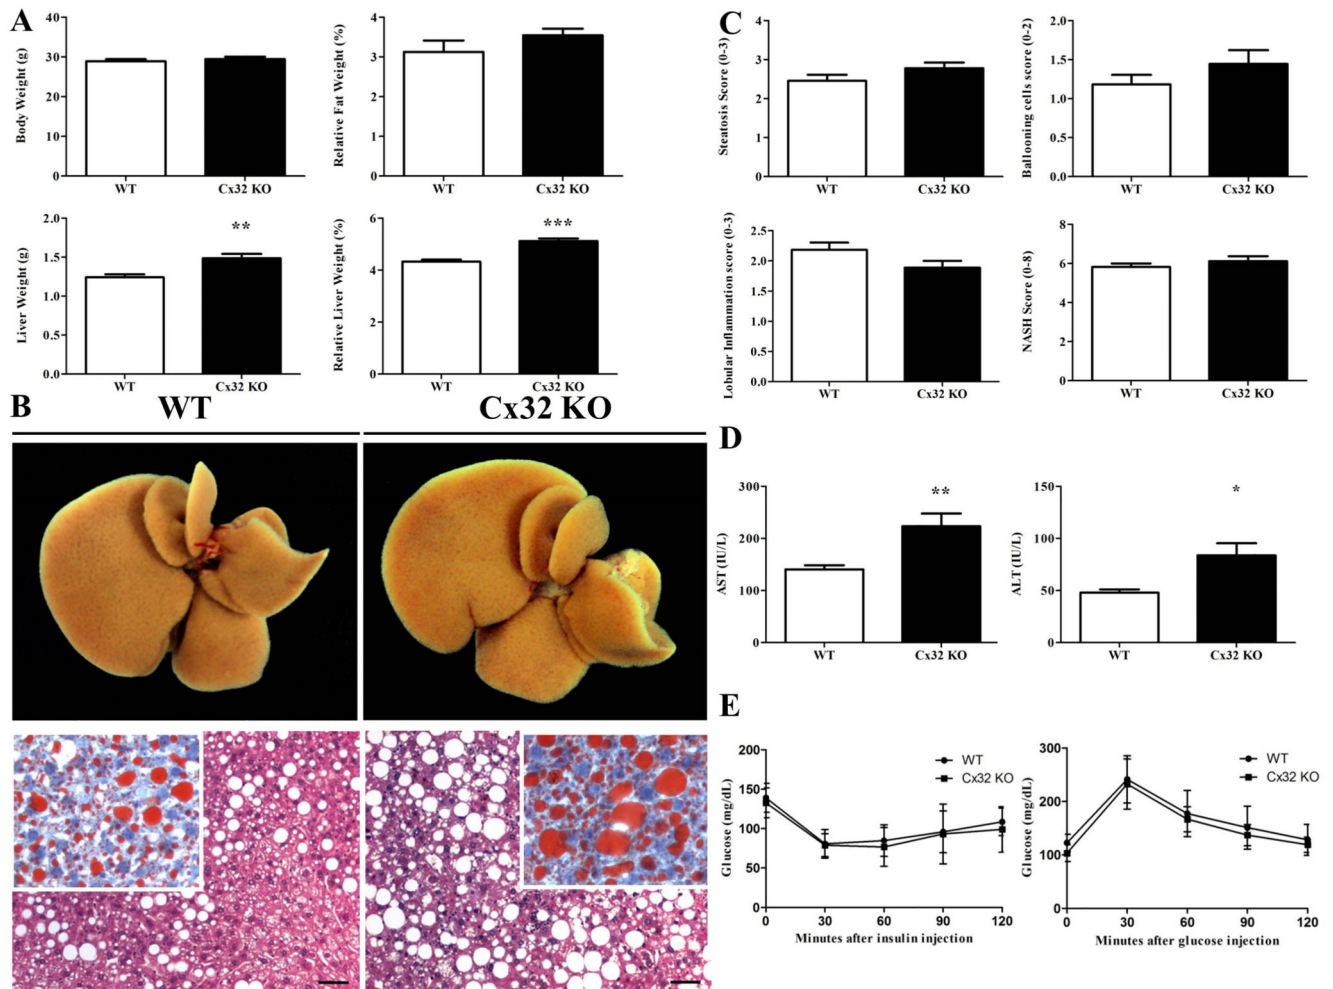 A
Body Weight (g)
40
30
20
10
0
WT
Cx32 KO
Relative Fat Weight (%)
4
3
2
1
0
WT
Cx32 KO
Liver Weight (g)
2.0
1.5
1.0
0.5
0.0
**
WT
Cx32 KO
Relative Liver Weight (%)
6
4
2
0
***
WT
Cx32 KO
B
WT
Cx32 KO
C
Steatosis Score (0-3)
4
3
2
1
0
WT
Cx32 KO
Ballooning cells score (0-2)
2.0
1.5
1.0
0.5
0.0
WT
Cx32 KO
Lobular Inflammation score (0-3)
2.5
2.0
1.5
1.0
0.5
0.0
WT
Cx32 KO
NASH Score (0-8)
8
6
4
2
0
WT
Cx32 KO
D
AST (IU/L)
300
200
100
0
**
WT
Cx32 KO
ALT (IU/L)
150
100
50
0
*
WT
Cx32 KO
E
Glucose (mg/dL)
200
150
100
50
0
WT
Cx32 KO
0 30 60 90 120
Minutes after insulin injection
Glucose (mg/dL)
300
200
100
0
WT
Cx32 KO
0 30 60 90 120
Minutes after glucose injection